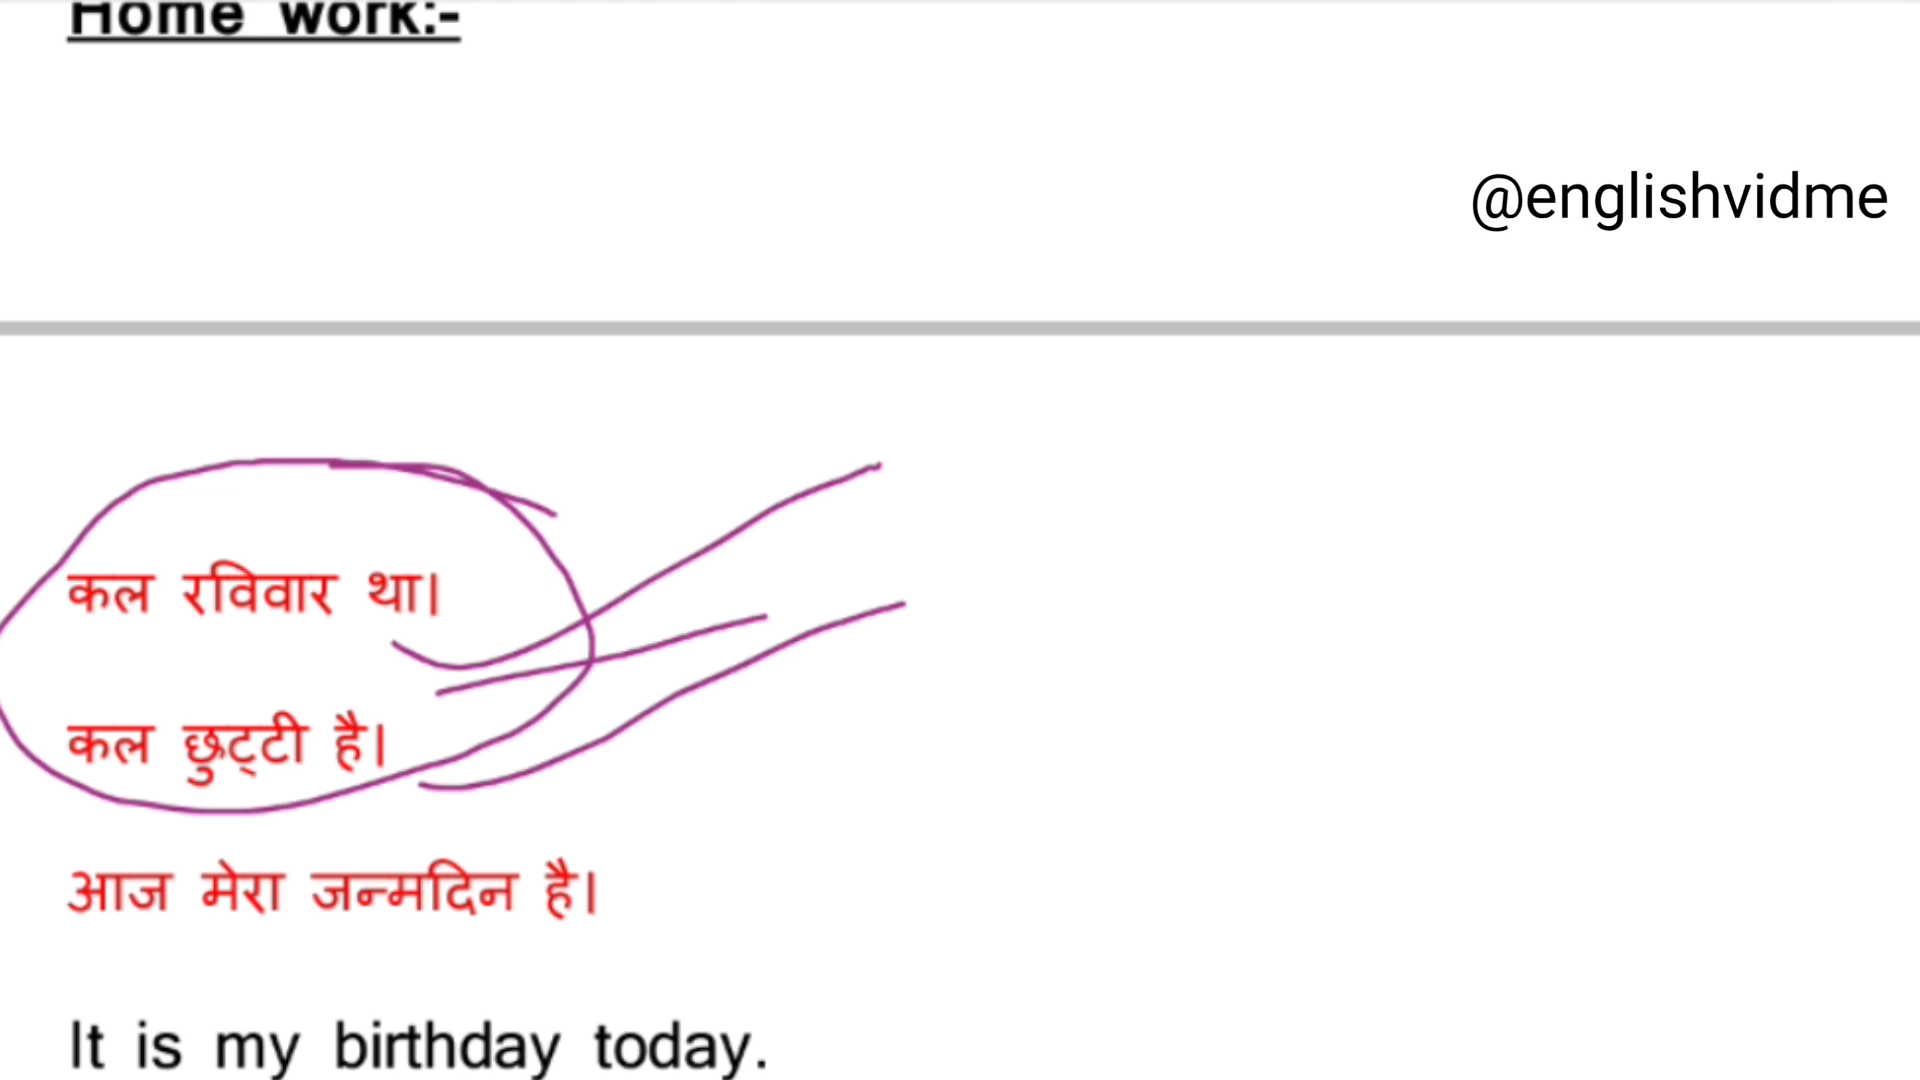 Home work:-
@englishvidme
कल रविवार था।
कल छुट्टी है।
आज मेरा जन्मदिन है।
It is my birthday today.